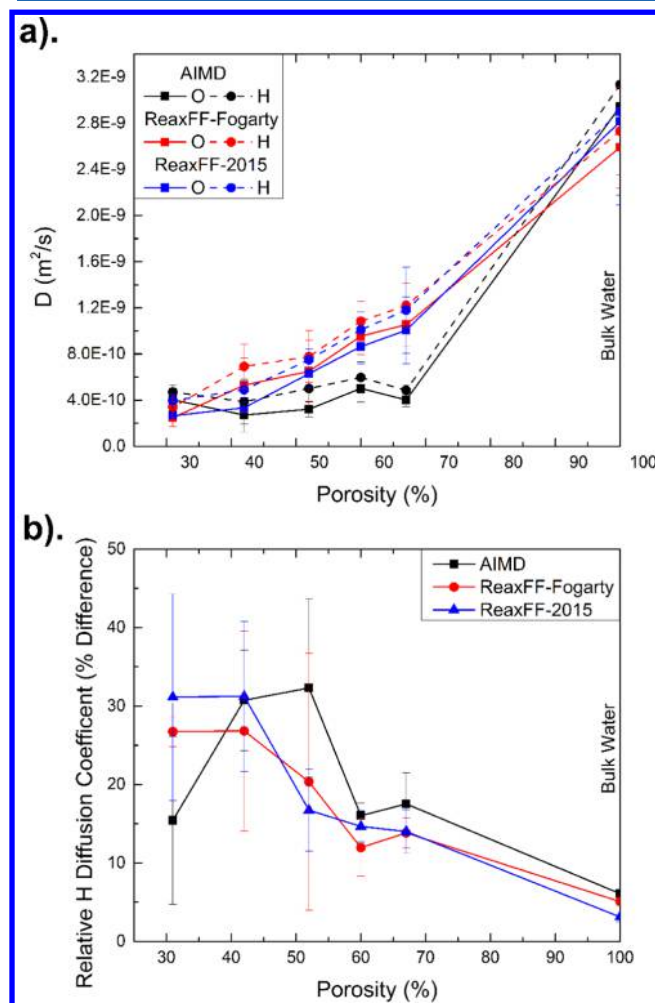 a).
D (m²/s)
3.2E-9
2.8E-9
2.4E-9
2.0E-9
1.6E-9
1.2E-9
8.0E-10
4.0E-10
0.0
AIMD
O H
ReaxFF-Fogarty
O H
ReaxFF-2015
O H
Bulk Water
30 40 50 60 70 80 90 100
Porosity (%)
b).
Relative H Diffusion Coefficent (% Difference)
50
40
30
20
10
0
AIMD
ReaxFF-Fogarty
ReaxFF-2015
Bulk Water
30 40 50 60 70 80 90 100
Porosity (%)